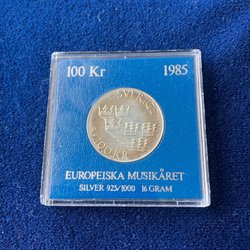 100 Kr 1985
SVERIGE
100 KR
EUROPEISKA MUSIKÅRET
SILVER 925/1000 16 GRAM